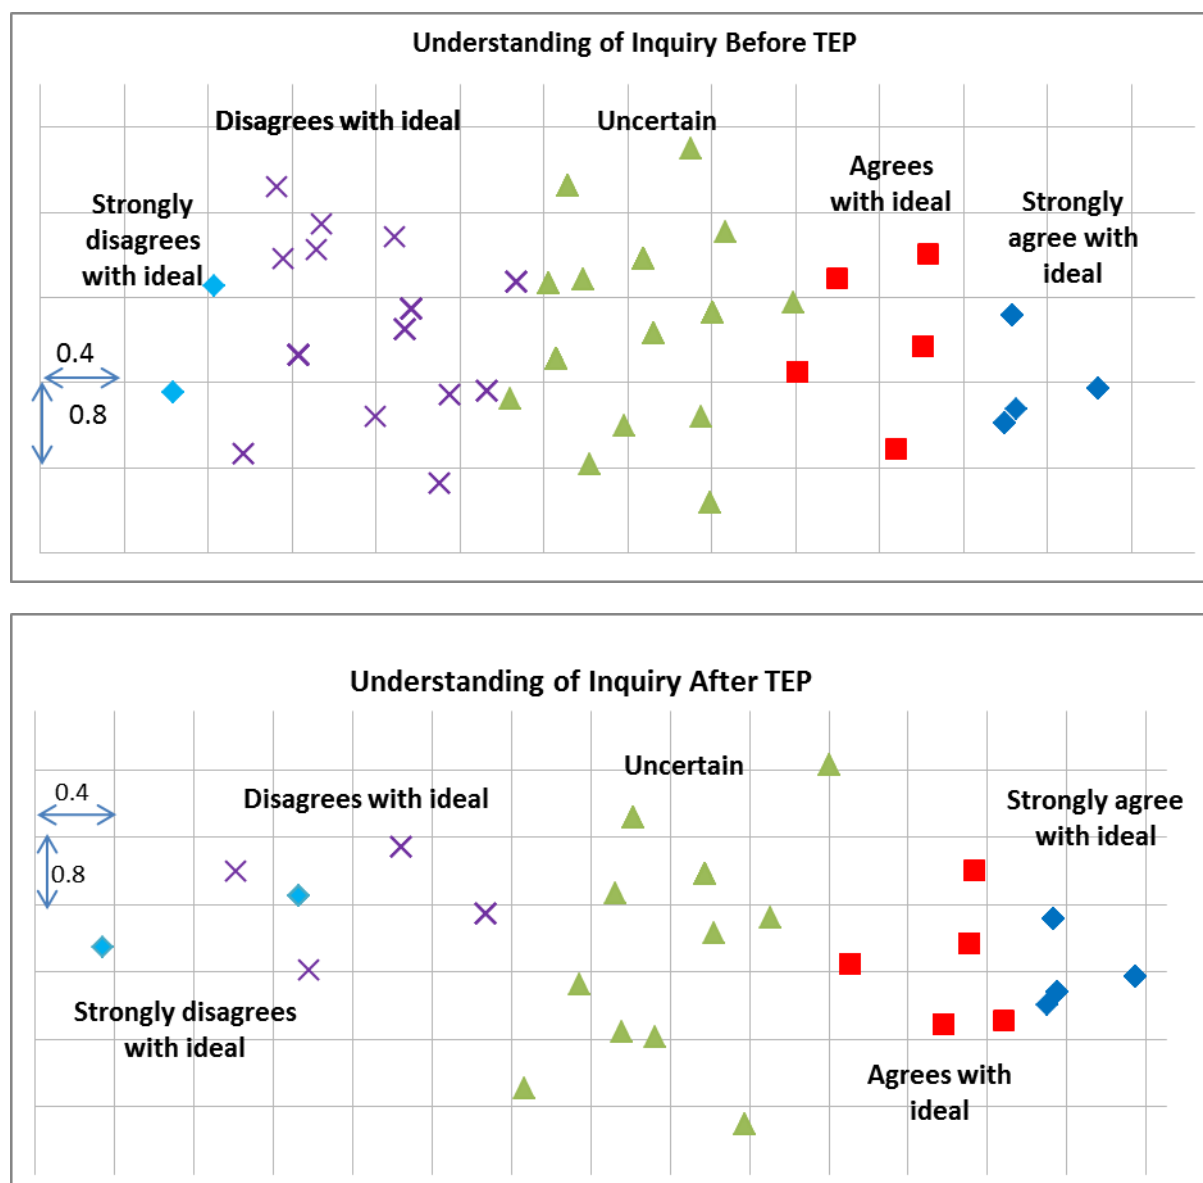 Understanding of Inquiry Before TEP
Disagrees with ideal
Uncertain
Agrees
with ideal
Strongly
disagrees
with ideal
Strongly
agree with
ideal
0.4
0.8
Understanding of Inquiry After TEP
Uncertain
0.4
Disagrees with ideal
Strongly agree
with ideal
0.8
Strongly disagrees
with ideal
Agrees with
ideal